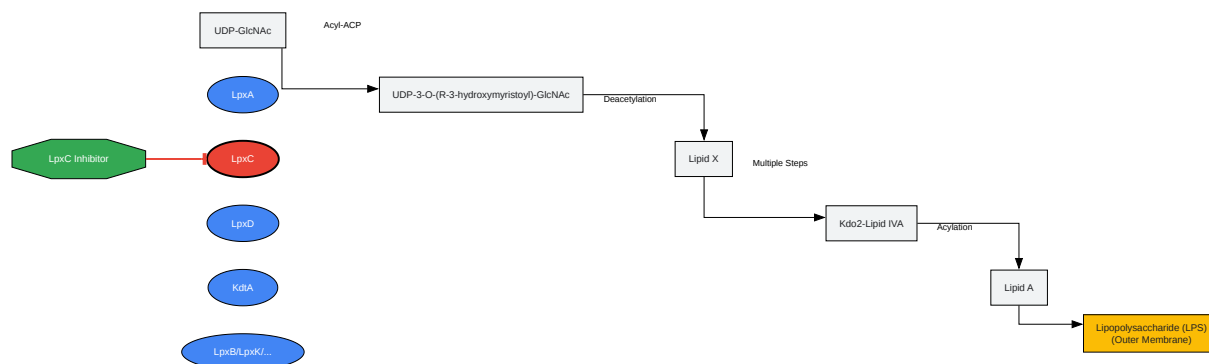 UDP-GlcNAc
Acyl-ACP
LpxA
UDP-3-O-(R-3-hydroxymyristoyl)-GlcNAc
Deacetylation
LpxC Inhibitor
LpxC
Lipid X
Multiple Steps
LpxD
Kdo2-Lipid IVA
Acylation
KdtA
Lipid A
LpxB/LpxK/...
Lipopolysaccharide (LPS)
(Outer Membrane)